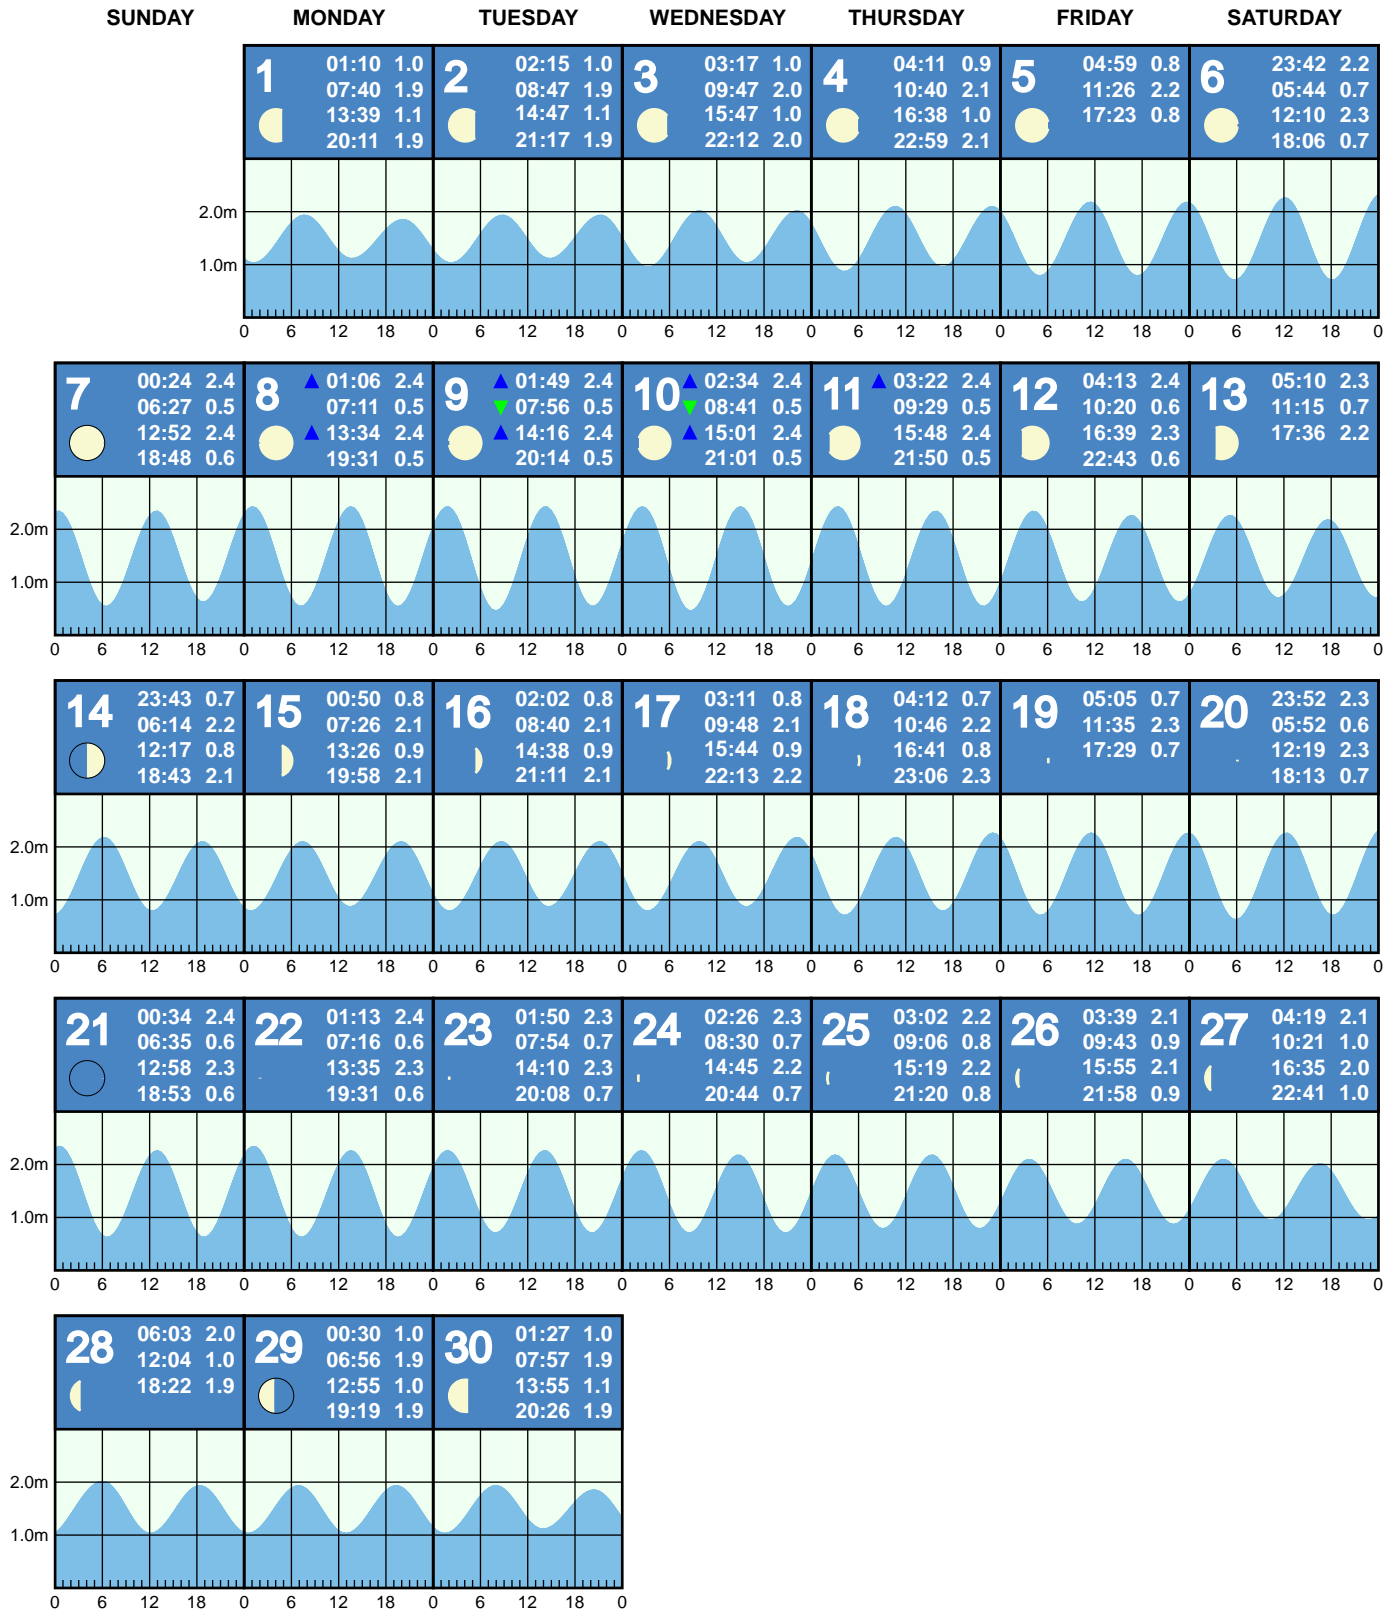 SUNDAY MONDAY TUESDAY WEDNESDAY THURSDAY FRIDAY SATURDAY
1 01:10 1.0
07:40 1.9
13:39 1.1
20:11 1.9
2 02:15 1.0
08:47 1.9
14:47 1.1
21:17 1.9
3 03:17 1.0
09:47 2.0
15:47 1.0
22:12 2.0
4 04:11 0.9
10:40 2.1
16:38 1.0
22:59 2.1
5 04:59 0.8
11:26 2.2
17:23 0.8
6 23:42 2.2
05:44 0.7
12:10 2.3
18:06 0.7
2.0m
1.0m
0 6 12 18 0 6 12 18 0 6 12 18 0 6 12 18 0 6 12 18 0 6 12 18 0
7 00:24 2.4
06:27 0.5
12:52 2.4
18:48 0.6
8 01:06 2.4
07:11 0.5
13:34 2.4
19:31 0.5
9 01:49 2.4
07:56 0.5
14:16 2.4
20:14 0.5
10 02:34 2.4
08:41 0.5
15:01 2.4
21:01 0.5
11 03:22 2.4
09:29 0.5
15:48 2.4
21:50 0.5
12 04:13 2.4
10:20 0.6
16:39 2.3
22:43 0.6
13 05:10 2.3
11:15 0.7
17:36 2.2
2.0m
1.0m
0 6 12 18 0 6 12 18 0 6 12 18 0 6 12 18 0 6 12 18 0 6 12 18 0 6 12 18 0
14 23:43 0.7
06:14 2.2
12:17 0.8
18:43 2.1
15 00:50 0.8
07:26 2.1
13:26 0.9
19:58 2.1
16 02:02 0.8
08:40 2.1
14:38 0.9
21:11 2.1
17 03:11 0.8
09:48 2.1
15:44 0.9
22:13 2.2
18 04:12 0.7
10:46 2.2
16:41 0.8
23:06 2.3
19 05:05 0.7
11:35 2.3
17:29 0.7
20 23:52 2.3
05:52 0.6
12:19 2.3
18:13 0.7
2.0m
1.0m
0 6 12 18 0 6 12 18 0 6 12 18 0 6 12 18 0 6 12 18 0 6 12 18 0 6 12 18 0
21 00:34 2.4
06:35 0.6
12:58 2.3
18:53 0.6
22 01:13 2.4
07:16 0.6
13:35 2.3
19:31 0.6
23 01:50 2.3
07:54 0.7
14:10 2.3
20:08 0.7
24 02:26 2.3
08:30 0.7
14:45 2.2
20:44 0.7
25 03:02 2.2
09:06 0.8
15:19 2.2
21:20 0.8
26 03:39 2.1
09:43 0.9
15:55 2.1
21:58 0.9
27 04:19 2.1
10:21 1.0
16:35 2.0
22:41 1.0
2.0m
1.0m
0 6 12 18 0 6 12 18 0 6 12 18 0 6 12 18 0 6 12 18 0 6 12 18 0 6 12 18 0
28 06:03 2.0
12:04 1.0
18:22 1.9
29 00:30 1.0
06:56 1.9
12:55 1.0
19:19 1.9
30 01:27 1.0
07:57 1.9
13:55 1.1
20:26 1.9
2.0m
1.0m
0 6 12 18 0 6 12 18 0 6 12 18 0